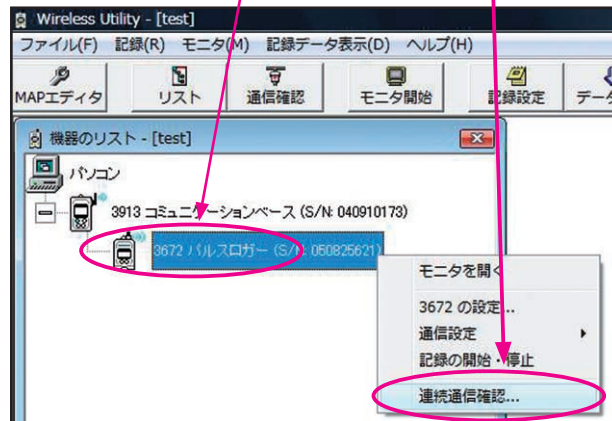 Wireless Utility - [test]
ファイル(F) 記録(R) モニタ(M) 記録データ表示(D) ヘルプ(H)
MAPエディタ リスト 通信確認 モニタ開始 記録設定 データ
機器のリスト - [test]
パソコン
3913 コミュニケーションベース (S/N: 040910173)
3672 パルスロガー (S/N: 050825621)
モニタを開く
3672 の設定...
通信設定
記録の開始・停止
連続通信確認...